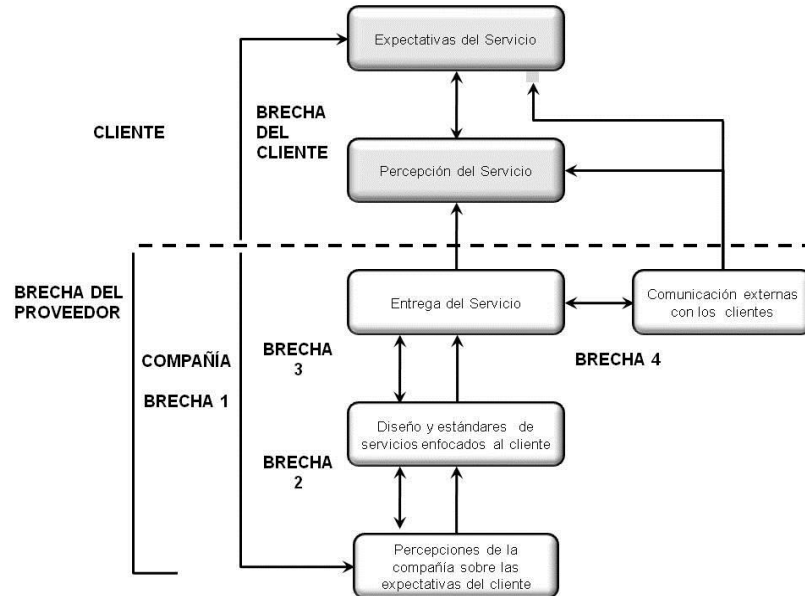 Expectativas del Servicio
BRECHA
DEL
CLIENTE
CLIENTE
Percepción del Servicio
BRECHA DEL
PROVEEDOR
Entrega del Servicio
Comunicación externas
con los clientes
COMPAÑÍA
BRECHA 1
BRECHA
3
BRECHA 4
Diseño y estándares de
servicios enfocados al cliente
BRECHA
2
Percepciones de la
compañía sobre las
expectativas del cliente